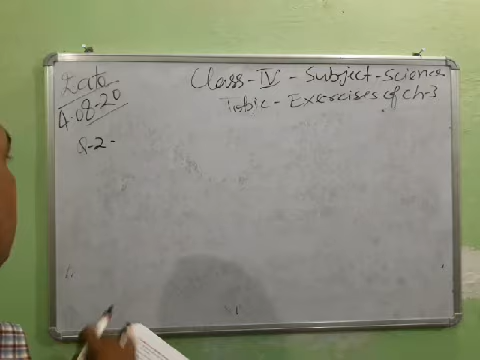 Date
4.08-20
Class-IV - Subject-Science
Topic - Exercises of Ch-3
Q-2-